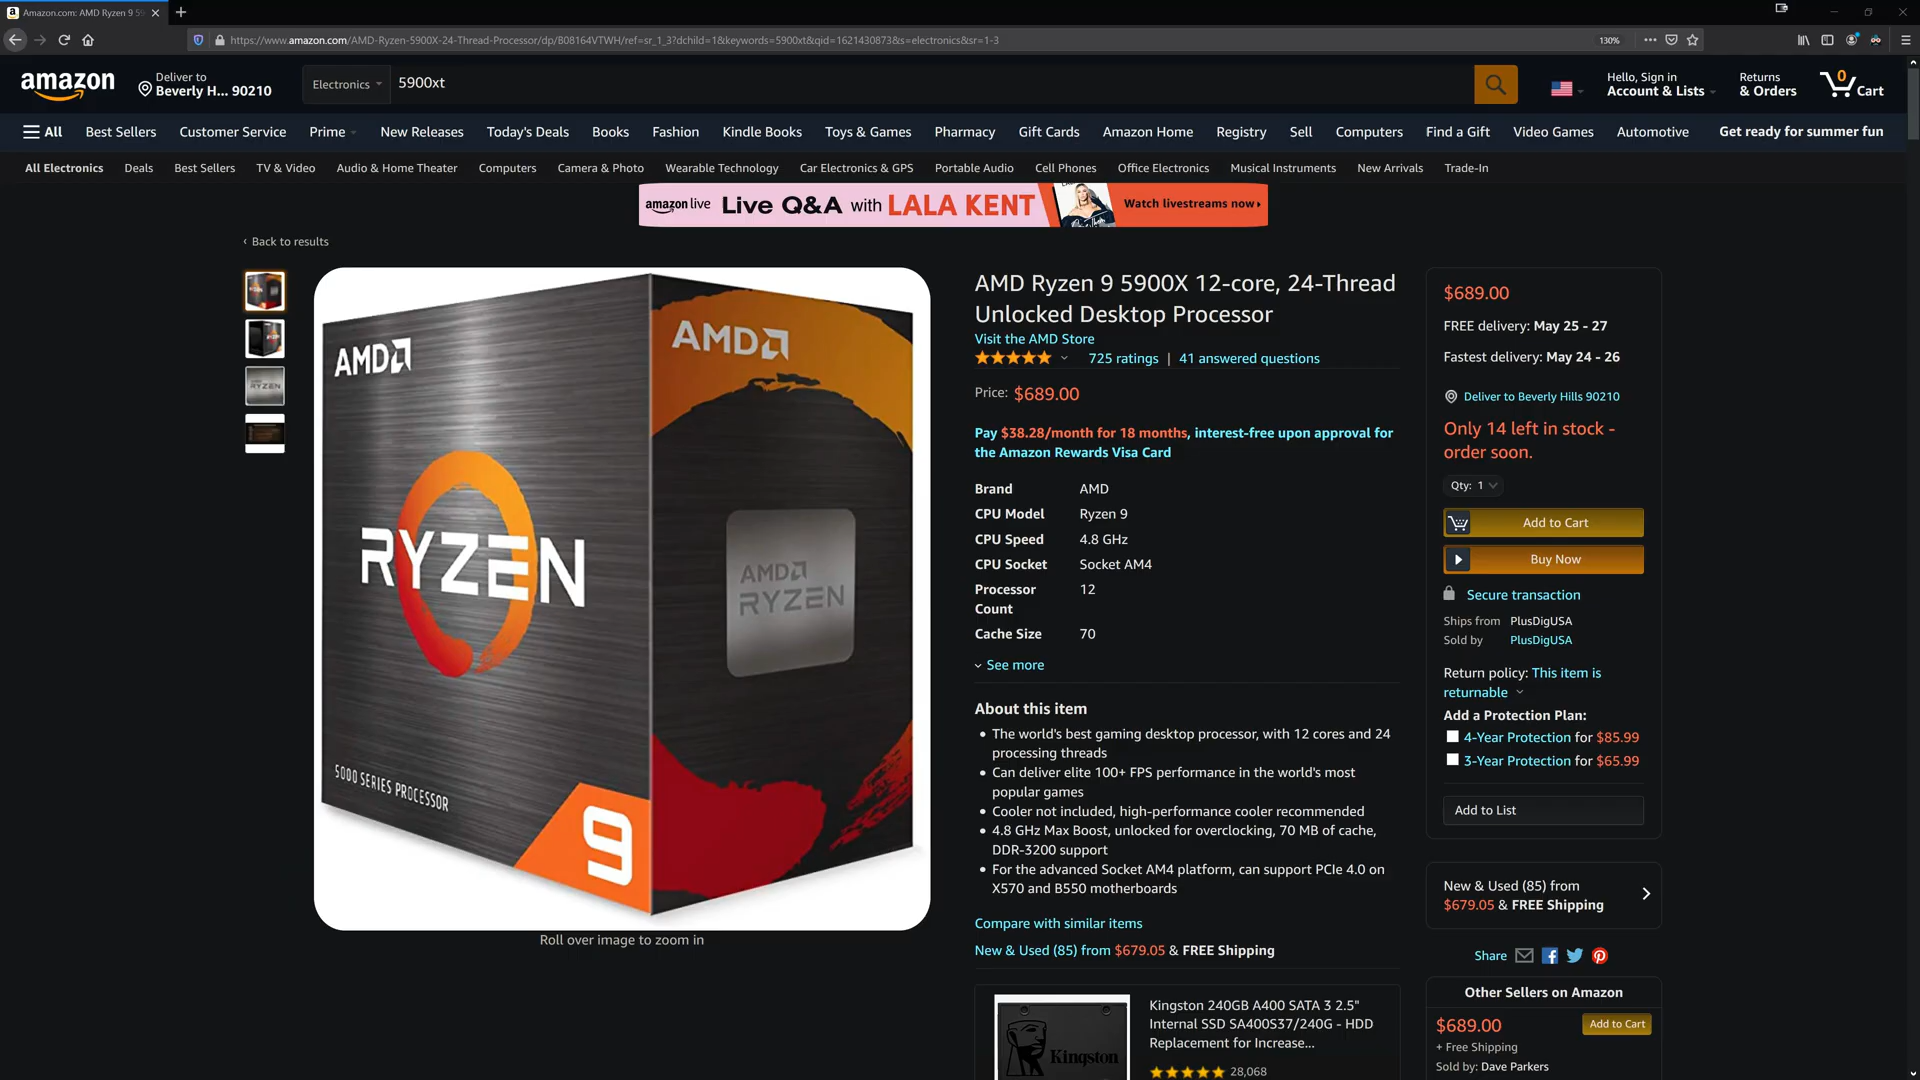 Amazon.com: AMD Ryzen 9 59
https://www.amazon.com/AMD-Ryzen-5900X-24-Thread-Processor/dp/B08164VTWH/ref=sr_1_3?dchild=1&keywords=5900xt&qid=1621430873&s=electronics&sr=1-3
130%
amazon
Deliver to
Beverly H... 90210
Electronics
5900xt
Hello, Sign in
Account & Lists
Returns
& Orders
0
Cart
All
Best Sellers
Customer Service
Prime
New Releases
Today's Deals
Books
Fashion
Kindle Books
Toys & Games
Pharmacy
Gift Cards
Amazon Home
Registry
Sell
Computers
Find a Gift
Video Games
Automotive
Get ready for summer fun
All Electronics
Deals
Best Sellers
TV & Video
Audio & Home Theater
Computers
Camera & Photo
Wearable Technology
Car Electronics & GPS
Portable Audio
Cell Phones
Office Electronics
Musical Instruments
New Arrivals
Trade-In
amazon live Live Q&A with LALA KENT Watch livestreams now
‹ Back to results
AMD
AMD
RYZEN
AMD
RYZEN
5000 SERIES PROCESSOR
9
Roll over image to zoom in
AMD Ryzen 9 5900X 12-core, 24-Thread
Unlocked Desktop Processor
Visit the AMD Store
725 ratings | 41 answered questions
Price: $689.00
Pay $38.28/month for 18 months, interest-free upon approval for
the Amazon Rewards Visa Card
Brand AMD
CPU Model Ryzen 9
CPU Speed 4.8 GHz
CPU Socket Socket AM4
Processor 12
Count
Cache Size 70
See more
About this item
• The world's best gaming desktop processor, with 12 cores and 24
processing threads
• Can deliver elite 100+ FPS performance in the world's most
popular games
• Cooler not included, high-performance cooler recommended
• 4.8 GHz Max Boost, unlocked for overclocking, 70 MB of cache,
DDR-3200 support
• For the advanced Socket AM4 platform, can support PCIe 4.0 on
X570 and B550 motherboards
Compare with similar items
New & Used (85) from $679.05 & FREE Shipping
Kingston
Kingston 240GB A400 SATA 3 2.5"
Internal SSD SA400S37/240G - HDD
Replacement for Increase...
28,068
$689.00
FREE delivery: May 25 - 27
Fastest delivery: May 24 - 26
Deliver to Beverly Hills 90210
Only 14 left in stock -
order soon.
Qty: 1
Add to Cart
Buy Now
Secure transaction
Ships from PlusDigUSA
Sold by PlusDigUSA
Return policy: This item is
returnable
Add a Protection Plan:
4-Year Protection for $85.99
3-Year Protection for $65.99
Add to List
New & Used (85) from
$679.05 & FREE Shipping
Share
Other Sellers on Amazon
$689.00
Add to Cart
+ Free Shipping
Sold by: Dave Parkers